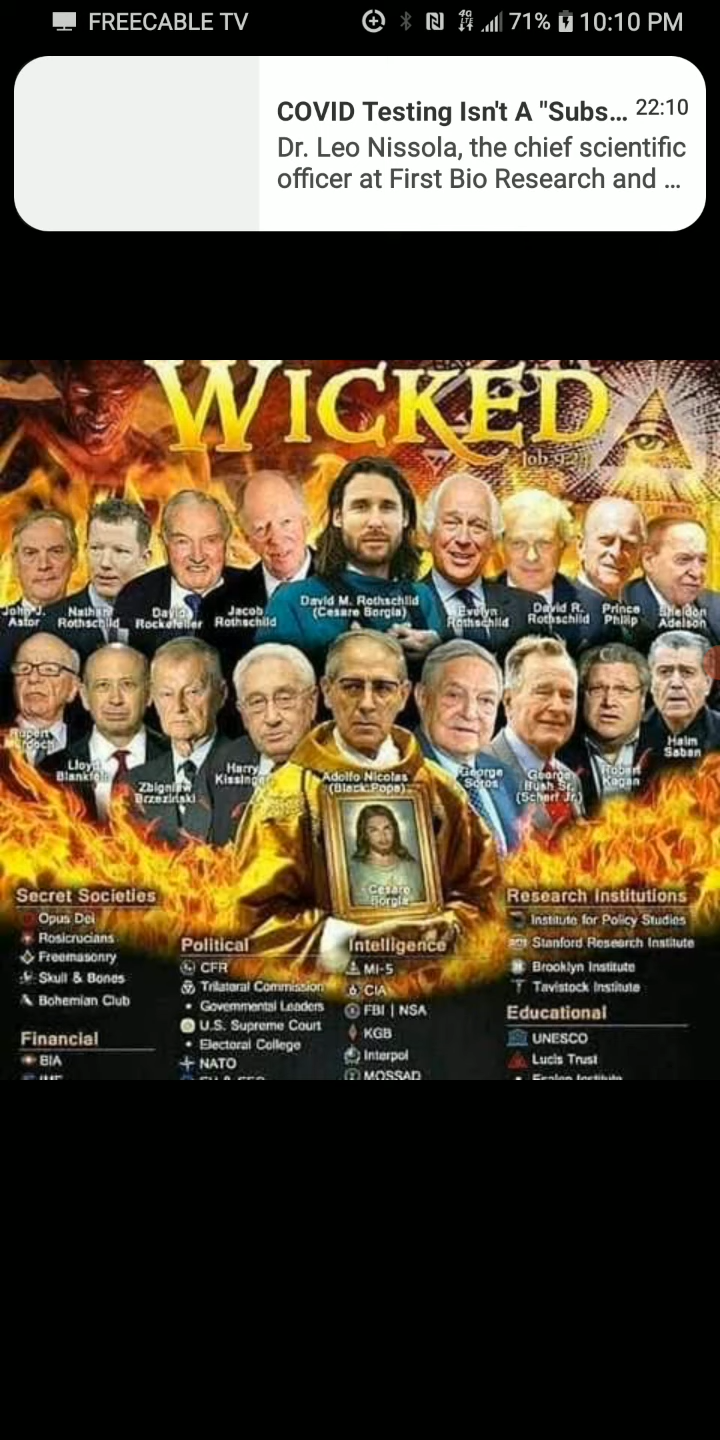 FREECABLE TV 71% 10:10 PM
COVID Testing Isn't A "Subs... 22:10
Dr. Leo Nissola, the chief scientific
officer at First Bio Research and ...
WICKED
Job 9:24
John J.
Astor
Nathan
Rothschild
David
Rockefeller
Jacob
Rothschild
David M. Rothschild
(Cesare Borgia)
Evelyn
Rothschild
David R.
Rothschild
Prince
Philip
Sheldon
Adelson
Rupert
Murdoch
Lloyd
Blankfein
Zbigniew
Brzezinski
Harry
Kissinger
Adolfo Nicolas
(Black Pope)
George
Soros
George
Bush Sr.
(Scherf Jr.)
Robert
Kagan
Haim
Saban
Cesare
Borgia
Secret Societies
Opus Dei
Rosicrucians
Freemasonry
Skull & Bones
Bohemian Club
Financial
BIA
Political
CFR
Trilateral Commission
Governmental Leaders
U.S. Supreme Court
Electoral College
NATO
Intelligence
MI-5
CIA
FBI | NSA
KGB
Interpol
MOSSAD
Research Institutions
Institute for Policy Studies
Stanford Research Institute
Brooklyn Institute
Tavistock Institute
Educational
UNESCO
Lucis Trust